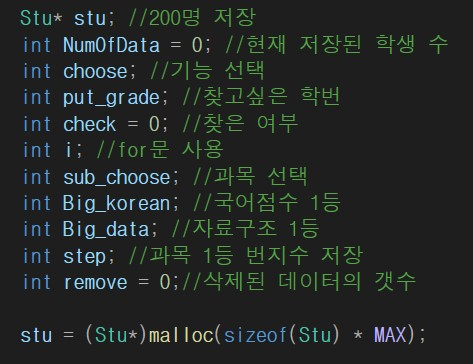 Stu* stu; //200명 저장
int NumOfData = 0; //현재 저장된 학생 수
int choose; //기능 선택
int put_grade; //찾고싶은 학번
int check = 0; //찾은 여부
int i; //for문 사용
int sub_choose; //과목 선택
int Big_korean; //국어점수 1등
int Big_data; //자료구조 1등
int step; //과목 1등 번지수 저장
int remove = 0;//삭제된 데이터의 갯수
stu = (Stu*)malloc(sizeof(Stu) * MAX);